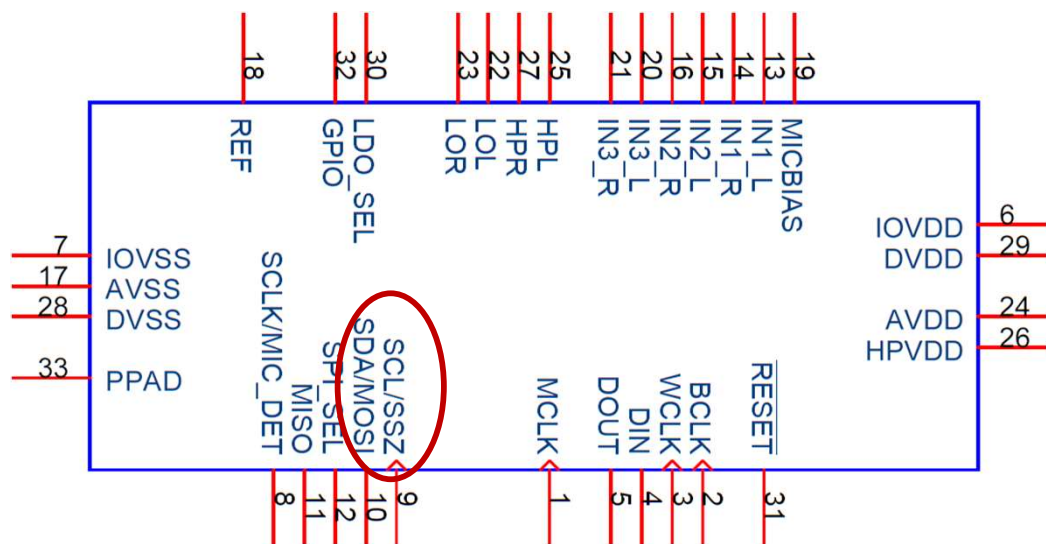 18
32
30
23
22
27
25
21
20
16
15
14
13
19
REF
GPIO
LDO_SEL
LOR
LOL
HPR
HPL
IN3_R
IN3_L
IN2_R
IN2_L
IN1_R
IN1_L
MICBIAS
7 IOVSS
17 AVSS
28 DVSS
33 PPAD
IOVDD 6
DVDD 29
AVDD 24
HPVDD 26
SCLK/MIC_DET
MISO
SPI_SEL
SDA/MOSI
SCL/SSZ
MCLK
DOUT
DIN
WCLK
BCLK
RESET
8
11
12
10
9
1
5
4
3
2
31